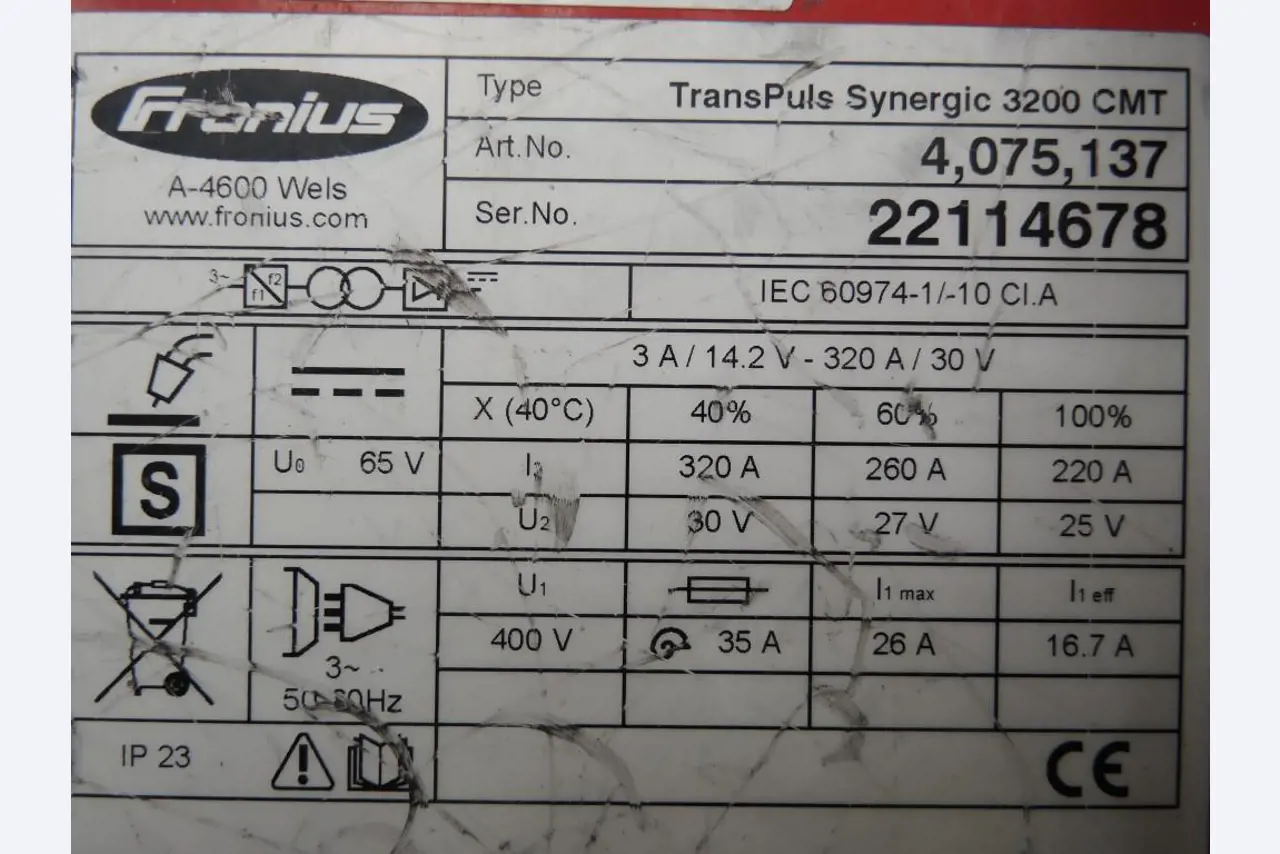 Fronius
A-4600 Wels
www.fronius.com
Type TransPuls Synergic 3200 CMT
Art.No. 4,075,137
Ser.No. 22114678
3~ f1 f2
IEC 60974-1/-10 Cl.A
3 A / 14.2 V - 320 A / 30 V
X (40°C) 40% 60% 100%
S
U0 65 V I2 320 A 260 A 220 A
U2 30 V 27 V 25 V
U1 I1 max I1 eff
400 V 35 A 26 A 16.7 A
3~
50-60Hz
IP 23 CE